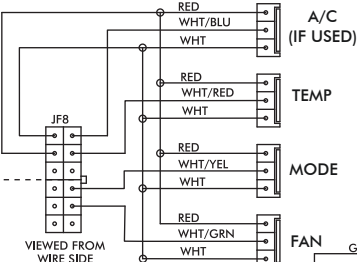 RED
WHT/BLU
WHT
A/C
(IF USED)
RED
WHT/RED
WHT
TEMP
JF8
RED
WHT/YEL
WHT
MODE
RED
WHT/GRN
WHT
FAN
G
VIEWED FROM
WIRE SIDE